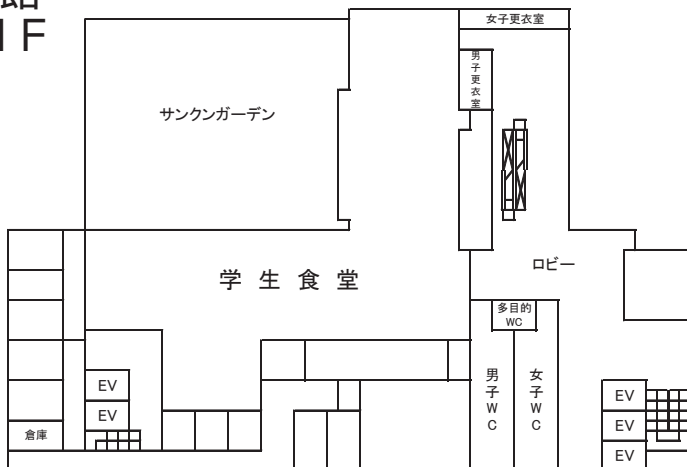 1F
女子更衣室
男子更衣室
サンクンガーデン
学生食堂
ロビー
多目的
WC
男子WC
女子WC
EV
EV
倉庫
EV
EV
EV